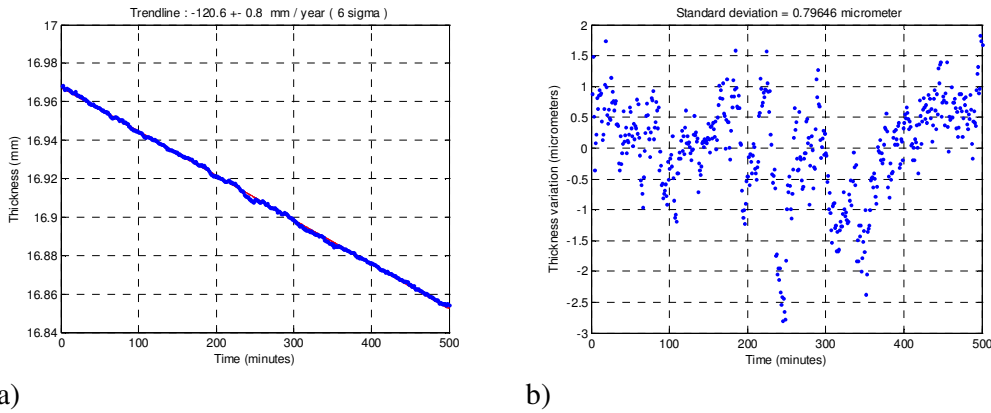 Trendline : -120.6 +- 0.8 mm / year ( 6 sigma )
17
16.98
16.96
16.94
16.92
16.9
16.88
16.86
16.84
0 100 200 300 400 500
Thickness (mm)
Time (minutes)
a)
Standard deviation = 0.79646 micrometer
2
1.5
1
0.5
0
-0.5
-1
-1.5
-2
-2.5
-3
0 100 200 300 400 500
Thickness variation (micrometers)
Time (minutes)
b)